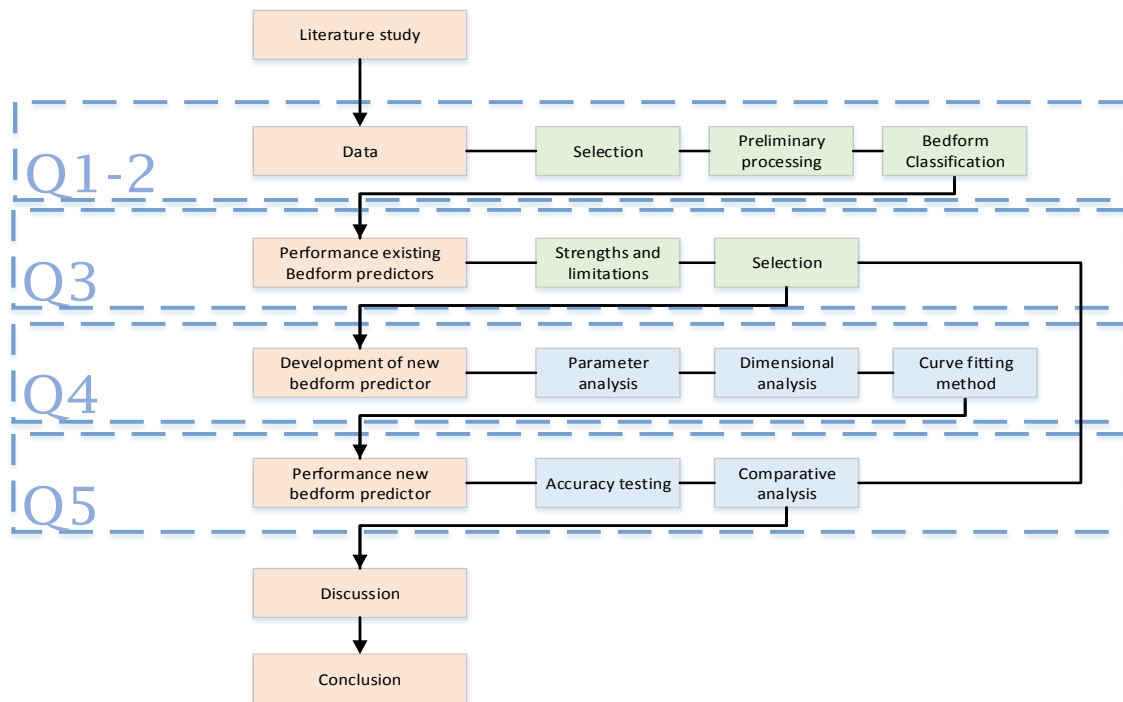 Literature study
Q1-2
Data
Selection
Preliminary
processing
Bedform
Classification
Q3
Performance existing
Bedform predictors
Strengths and
limitations
Selection
Q4
Development of new
bedform predictor
Parameter
analysis
Dimensional
analysis
Curve fitting
method
Q5
Performance new
bedform predictor
Accuracy testing
Comparative
analysis
Discussion
Conclusion